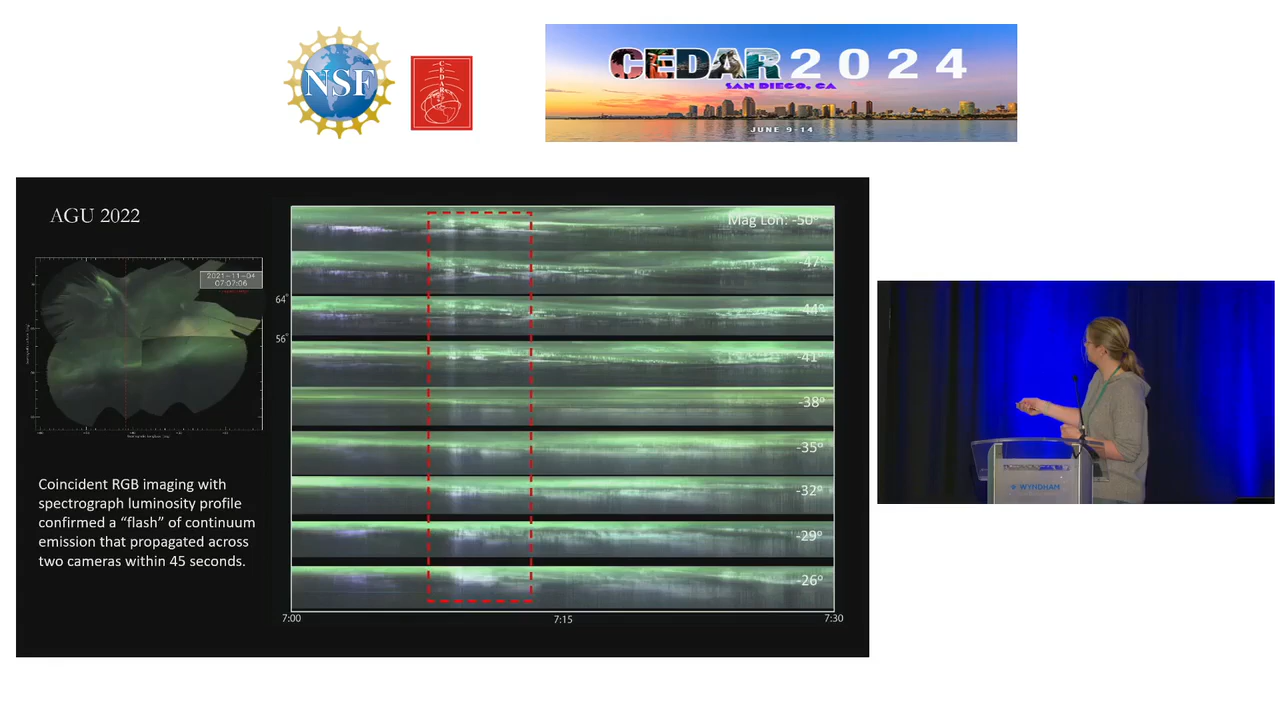 NSF
CEDAR
CEDAR 2024
SAN DIEGO, CA
JUNE 9-14
AGU 2022
2021-11-04
07:07:06
Coincident RGB imaging with
spectrograph luminosity profile
confirmed a “flash” of continuum
emission that propagated across
two cameras within 45 seconds.
64°
56°
Mag Lon: -50°
-47°
-44°
-41°
-38°
-35°
-32°
-29°
-26°
7:00
7:15
7:30
WYNDHAM